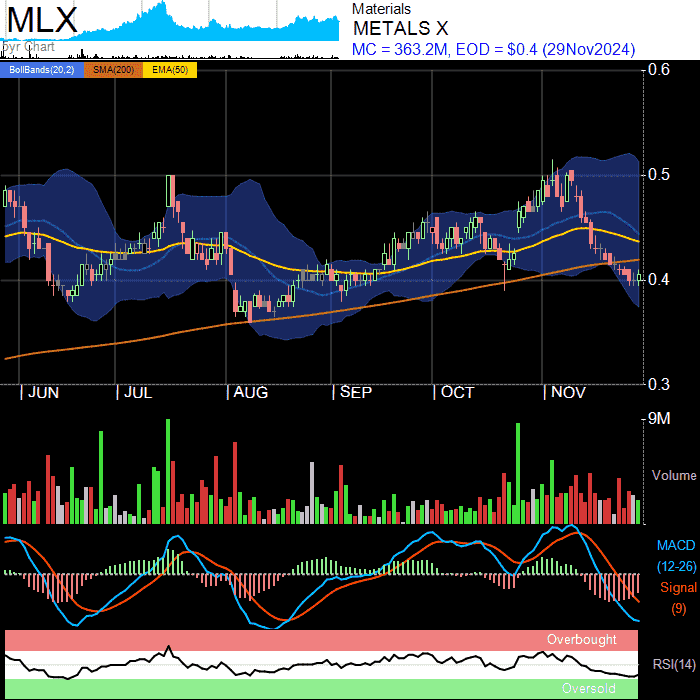 MLX
5yr Chart
Materials
METALS X
MC = 363.2M, EOD = $0.4 (29Nov2024)
BollBands(20,2) SMA(200) EMA(50)
0.6
0.5
0.4
0.3
JUN JUL AUG SEP OCT NOV
9M
Volume
MACD
(12-26)
Signal
(9)
Overbought
RSI(14)
Oversold